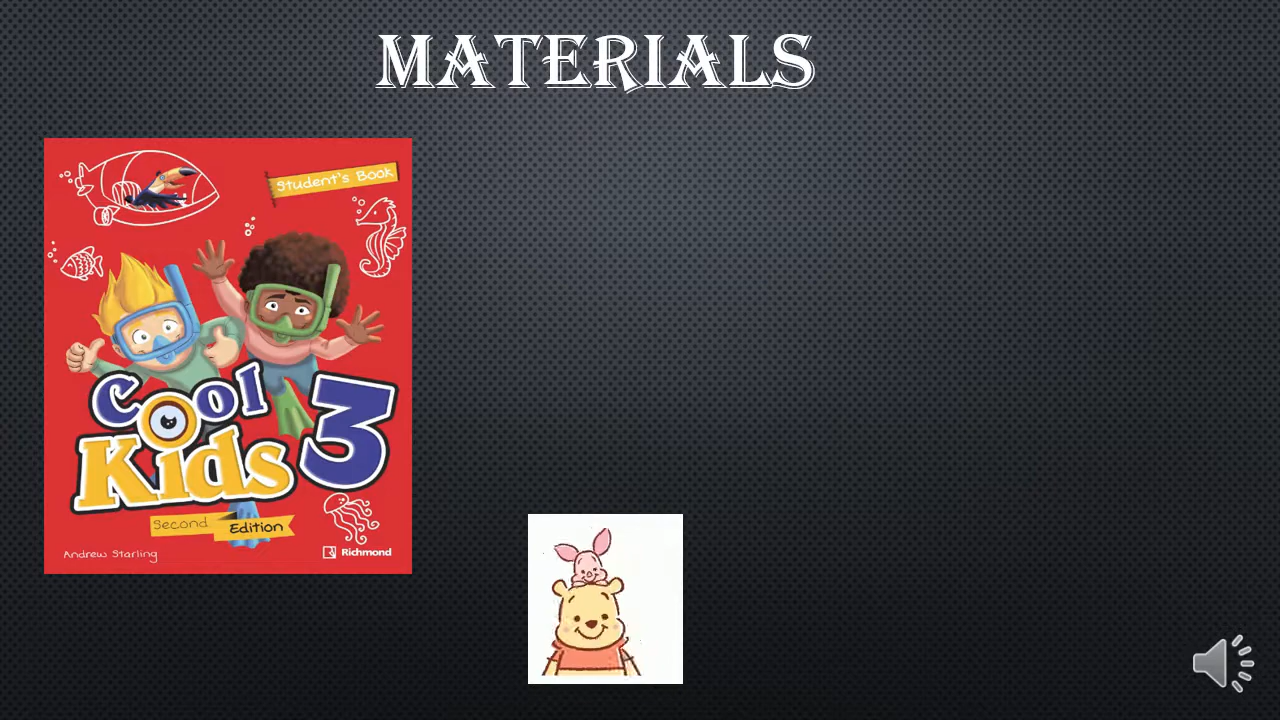 MATERIALS
Student's Book
Cool
Kids 3
Second Edition
Andrew Starling
Richmond